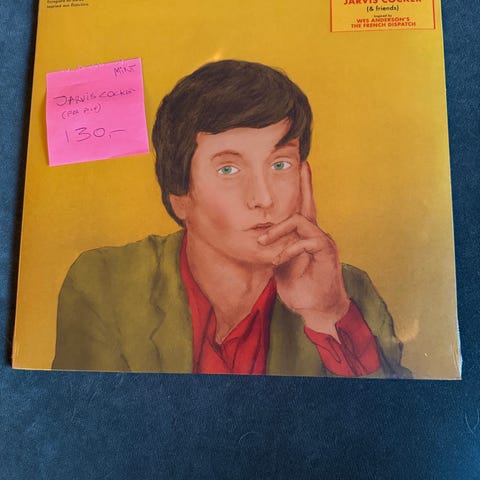 JARVIS COCKER
(& friends)
inspired by
WES ANDERSON'S
THE FRENCH DISPATCH
MINT
JARVIS COCKER
130,-